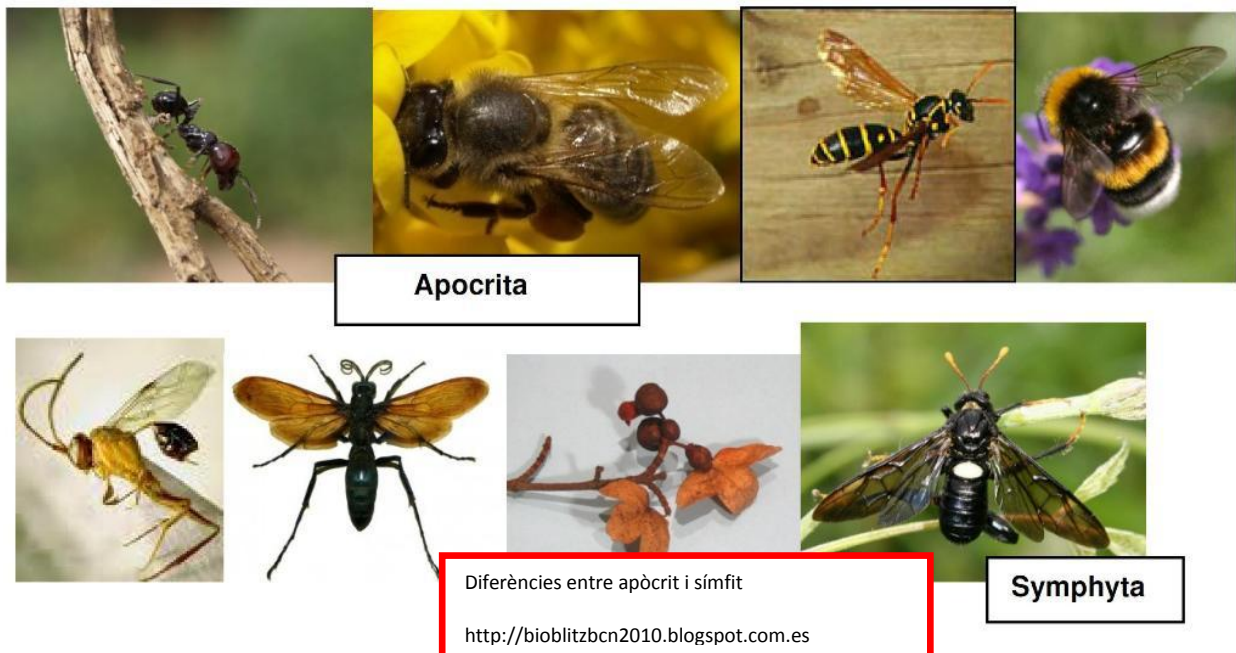 Apocrita
Symphyta
Diferències entre apòcrit i símfit
http://bioblitzbcn2010.blogspot.com.es